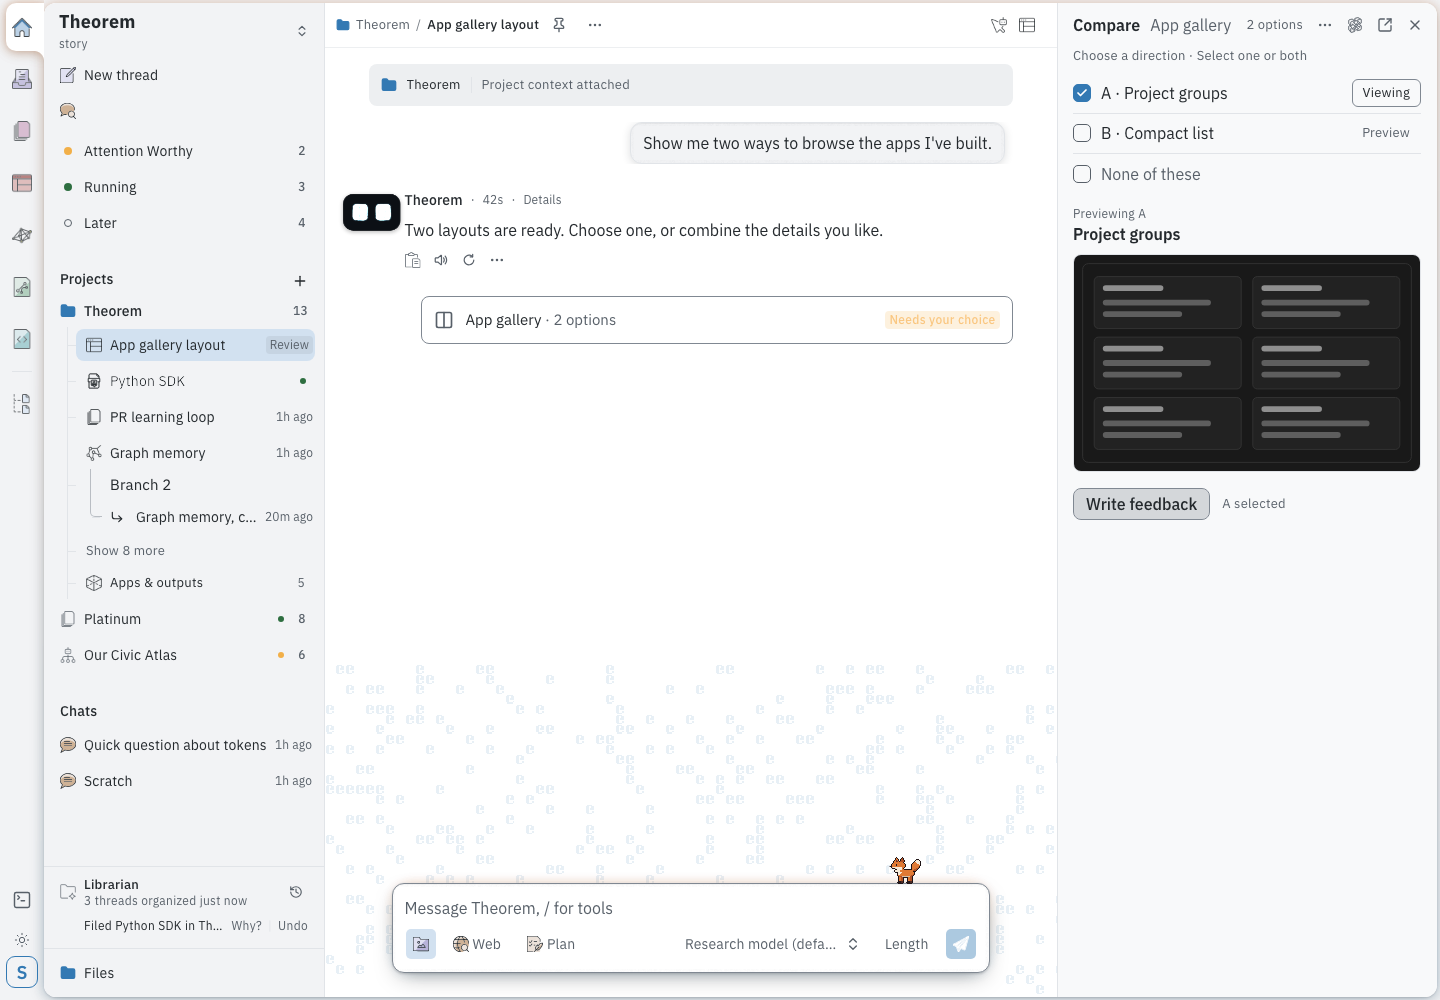 Theorem
story
New thread
Attention Worthy 2
Running 3
Later 4
Projects
Theorem 13
App gallery layout Review
Python SDK
PR learning loop 1h ago
Graph memory 1h ago
Branch 2
Graph memory, c... 20m ago
Show 8 more
Apps & outputs 5
Platinum 8
Our Civic Atlas 6
Chats
Quick question about tokens 1h ago
Scratch 1h ago
Librarian
3 threads organized just now
Filed Python SDK in Th... Why? Undo
S
Files
Theorem / App gallery layout
Theorem Project context attached
Show me two ways to browse the apps I've built.
Theorem · 42s · Details
Two layouts are ready. Choose one, or combine the details you like.
App gallery · 2 options Needs your choice
Message Theorem, / for tools
Web Plan Research model (defa... Length
Compare App gallery 2 options
Choose a direction · Select one or both
A · Project groups Viewing
B · Compact list Preview
None of these
Previewing A
Project groups
Write feedback A selected